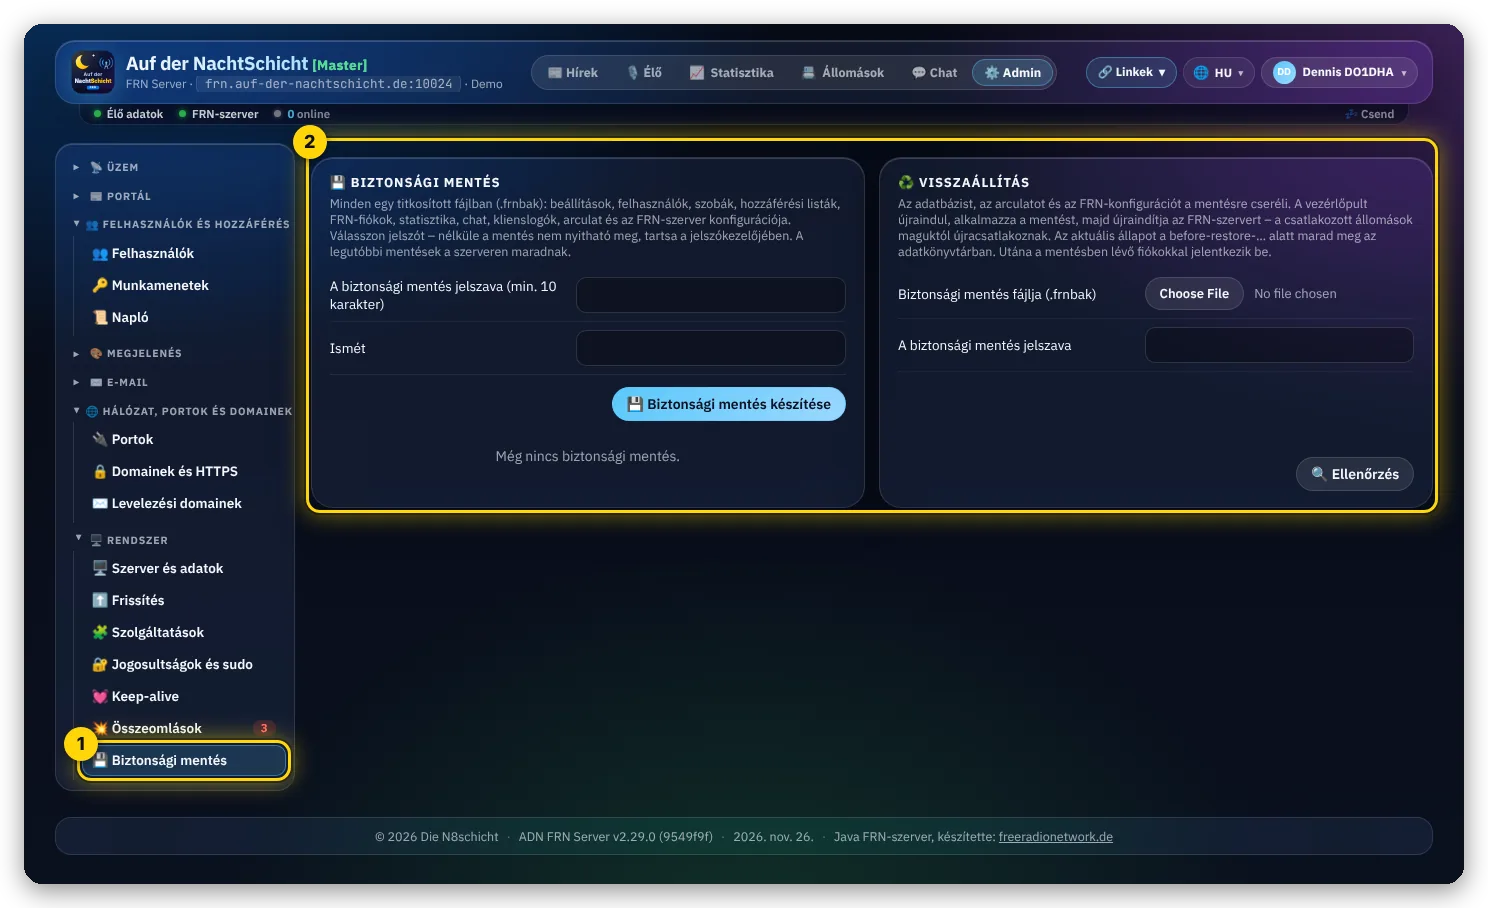 Auf der NachtSchicht [Master]
FRN Server · frn.auf-der-nachtschicht.de:10024 · Demo
Hírek
Élő
Statisztika
Állomások
Chat
Admin
Linkek ▾
HU ▾
DD Dennis DO1DHA ▾
Élő adatok
FRN-szerver
0 online
Csend
ÜZEM
PORTÁL
FELHASZNÁLÓK ÉS HOZZÁFÉRÉS
Felhasználók
Munkamenetek
Napló
MEGJELENÉS
E-MAIL
HÁLÓZAT, PORTOK ÉS DOMAINEK
Portok
Domainek és HTTPS
Levelezési domainek
RENDSZER
Szerver és adatok
Frissítés
Szolgáltatások
Jogosultságok és sudo
Keep-alive
Összeomlások 3
1
Biztonsági mentés
2
BIZTONSÁGI MENTÉS
Minden egy titkosított fájlban (.frnbak): beállítások, felhasználók, szobák, hozzáférési listák,
FRN-fiókok, statisztika, chat, klienslogók, arculat és az FRN-szerver konfigurációja.
Válasszon jelszót – nélküle a mentés nem nyitható meg, tartsa a jelszókezelőjében. A
legutóbbi mentések a szerveren maradnak.
A biztonsági mentés jelszava (min. 10
karakter)
Ismét
Biztonsági mentés készítése
Még nincs biztonsági mentés.
VISSZAÁLLÍTÁS
Az adatbázist, az arculatot és az FRN-konfigurációt a mentésre cseréli. A vezérlőpult
újraindul, alkalmazza a mentést, majd újraindítja az FRN-szervert – a csatlakozott állomások
maguktól újracsatlakoznak. Az aktuális állapot a before-restore-… alatt marad meg az
adatkönyvtárban. Utána a mentésben lévő fiókokkal jelentkezik be.
Biztonsági mentés fájlja (.frnbak)
Choose File No file chosen
A biztonsági mentés jelszava
Ellenőrzés
© 2026 Die N8schicht · ADN FRN Server v2.29.0 (9549f9f) · 2026. nov. 26. · Java FRN-szerver, készítette: freeradionetwork.de